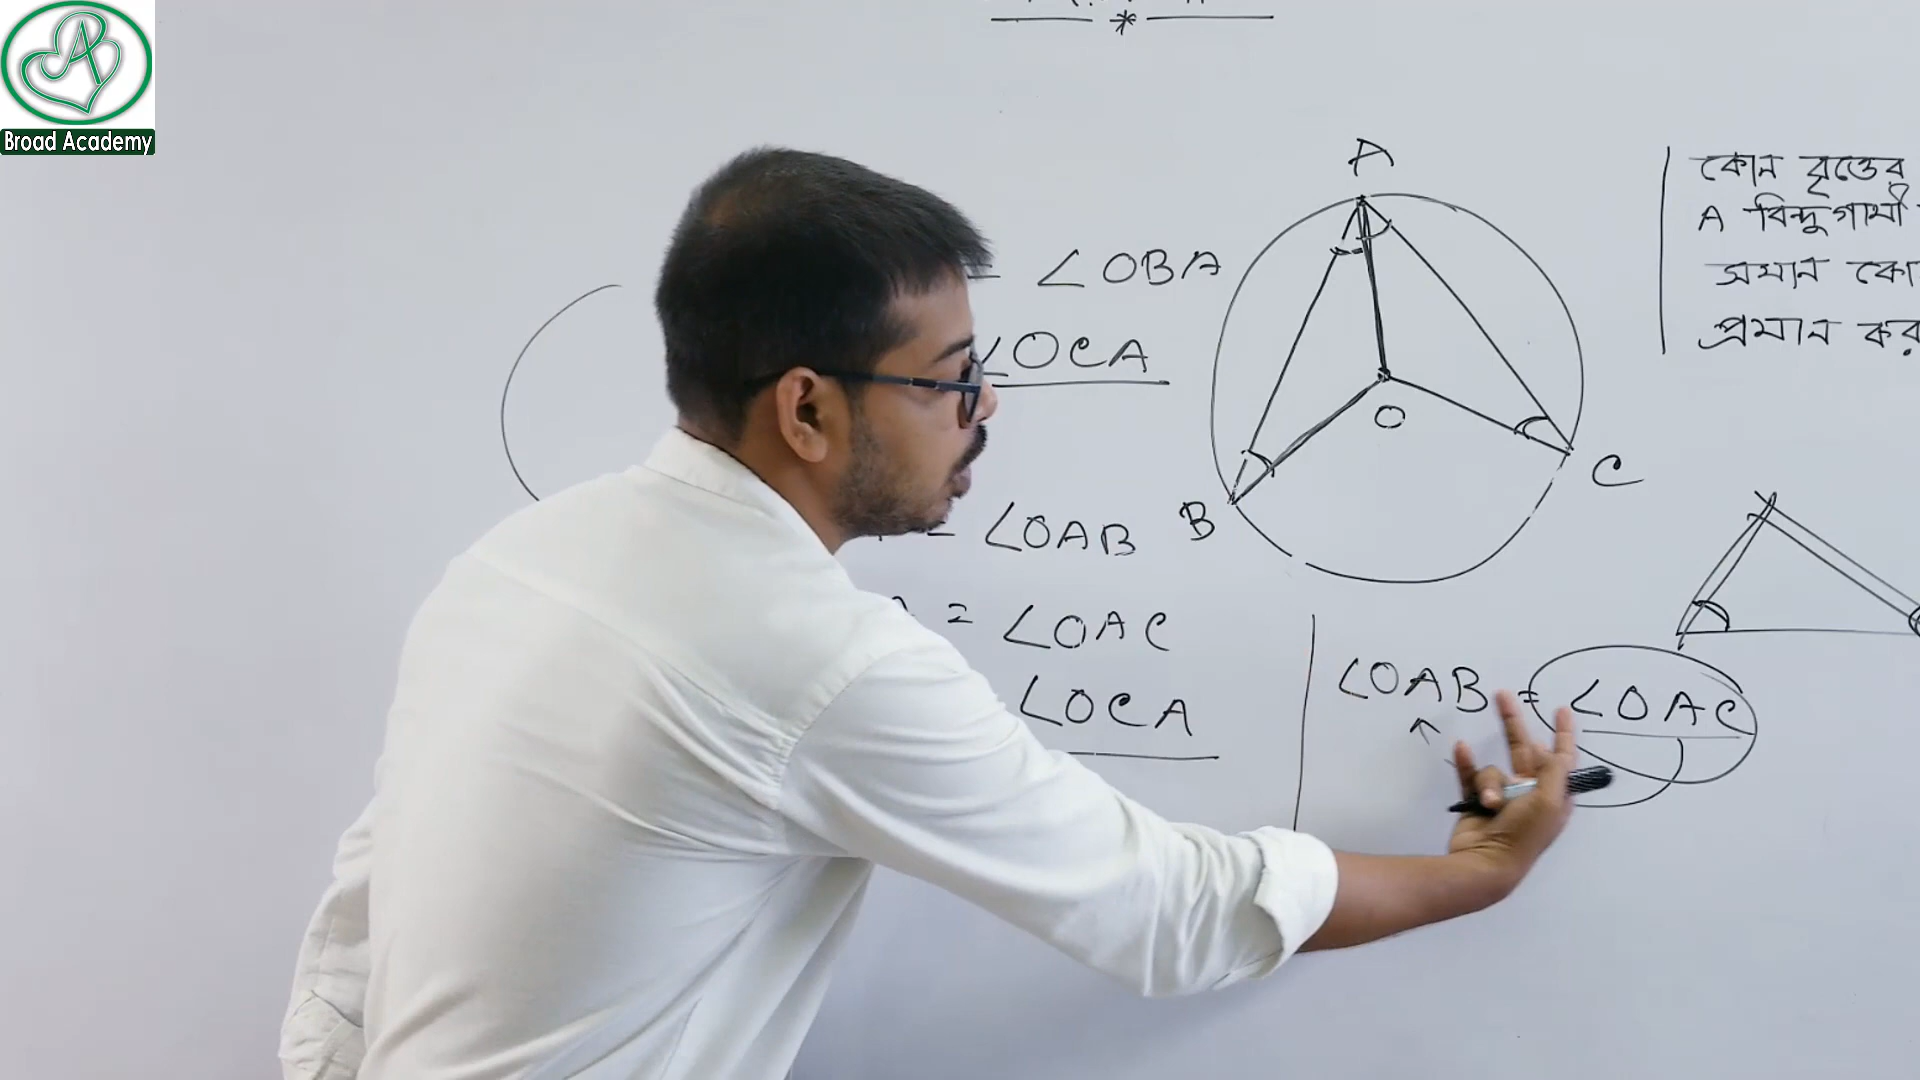 Broad Academy
= ∠OBA
∠OCA
= ∠OAB
= ∠OAC
∠OCA
A
O
B
C
কোন বৃত্তের
A বিন্দুগামী
সমান
প্রমান কর
∠OAB = ∠OAC